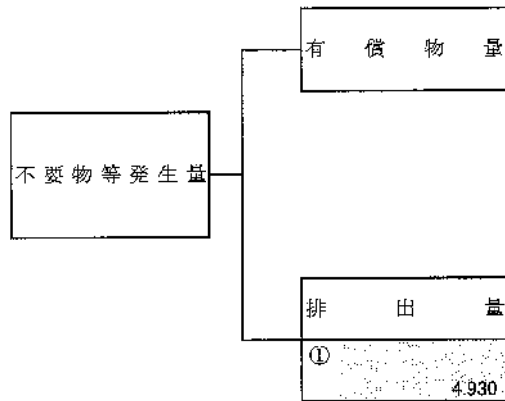 有償物量
不要物等発生量
排出量
①
4.930